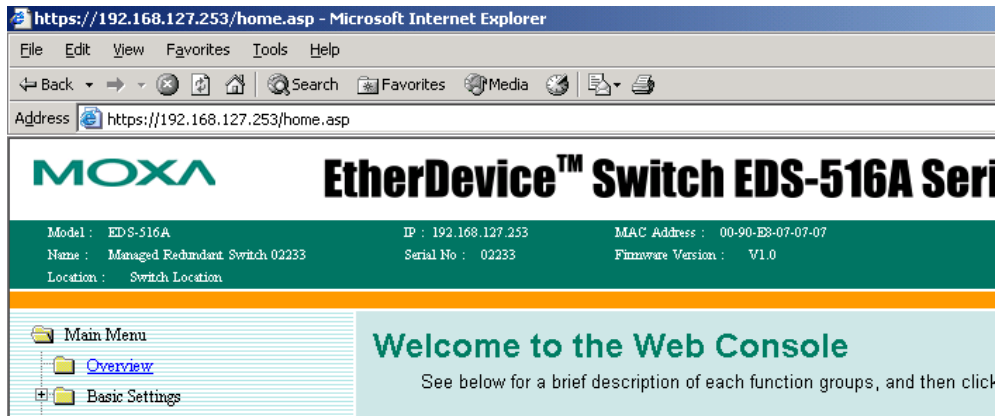 https://192.168.127.253/home.asp - Microsoft Internet Explorer
File Edit View Favorites Tools Help
Back Search Favorites Media
Address https://192.168.127.253/home.asp
MOXA EtherDevice™ Switch EDS-516A Seri
Model : EDS-516A IP : 192.168.127.253 MAC Address : 00-90-E8-07-07-07
Name : Managed Redundant Switch 02233 Serial No : 02233 Firmware Version : V1.0
Location : Switch Location
Main Menu
Overview
Basic Settings
Welcome to the Web Console
See below for a brief description of each function groups, and then click